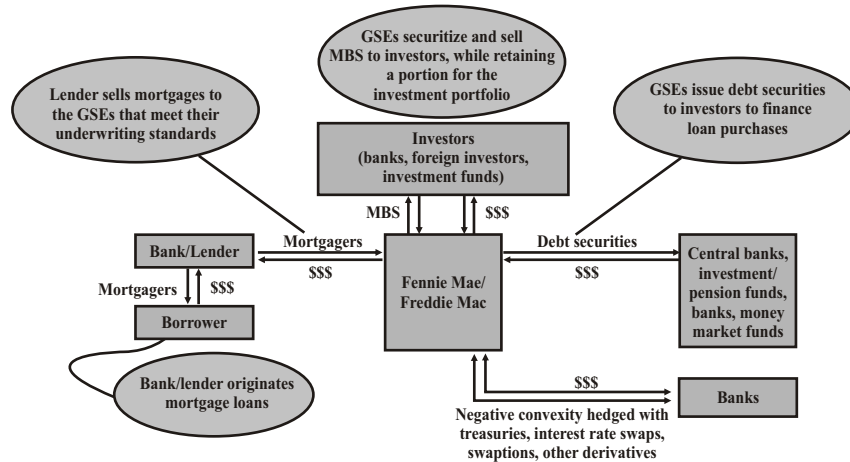 GSEs securitize and sell
MBS to investors, while retaining
a portion for the
investment portfolio
Lender sells mortgages to
the GSEs that meet their
underwriting standards
GSEs issue debt securities
to investors to finance
loan purchases
Investors
(banks, foreign investors,
investment funds)
MBS
$$$
Bank/Lender
Mortgagers
$$$
Fennie Mae/
Freddie Mac
Debt securities
$$$
Central banks,
investment/
pension funds,
banks, money
market funds
Mortgagers
$$$
Borrower
Bank/lender originates
mortgage loans
$$$
Banks
Negative convexity hedged with
treasuries, interest rate swaps,
swaptions, other derivatives